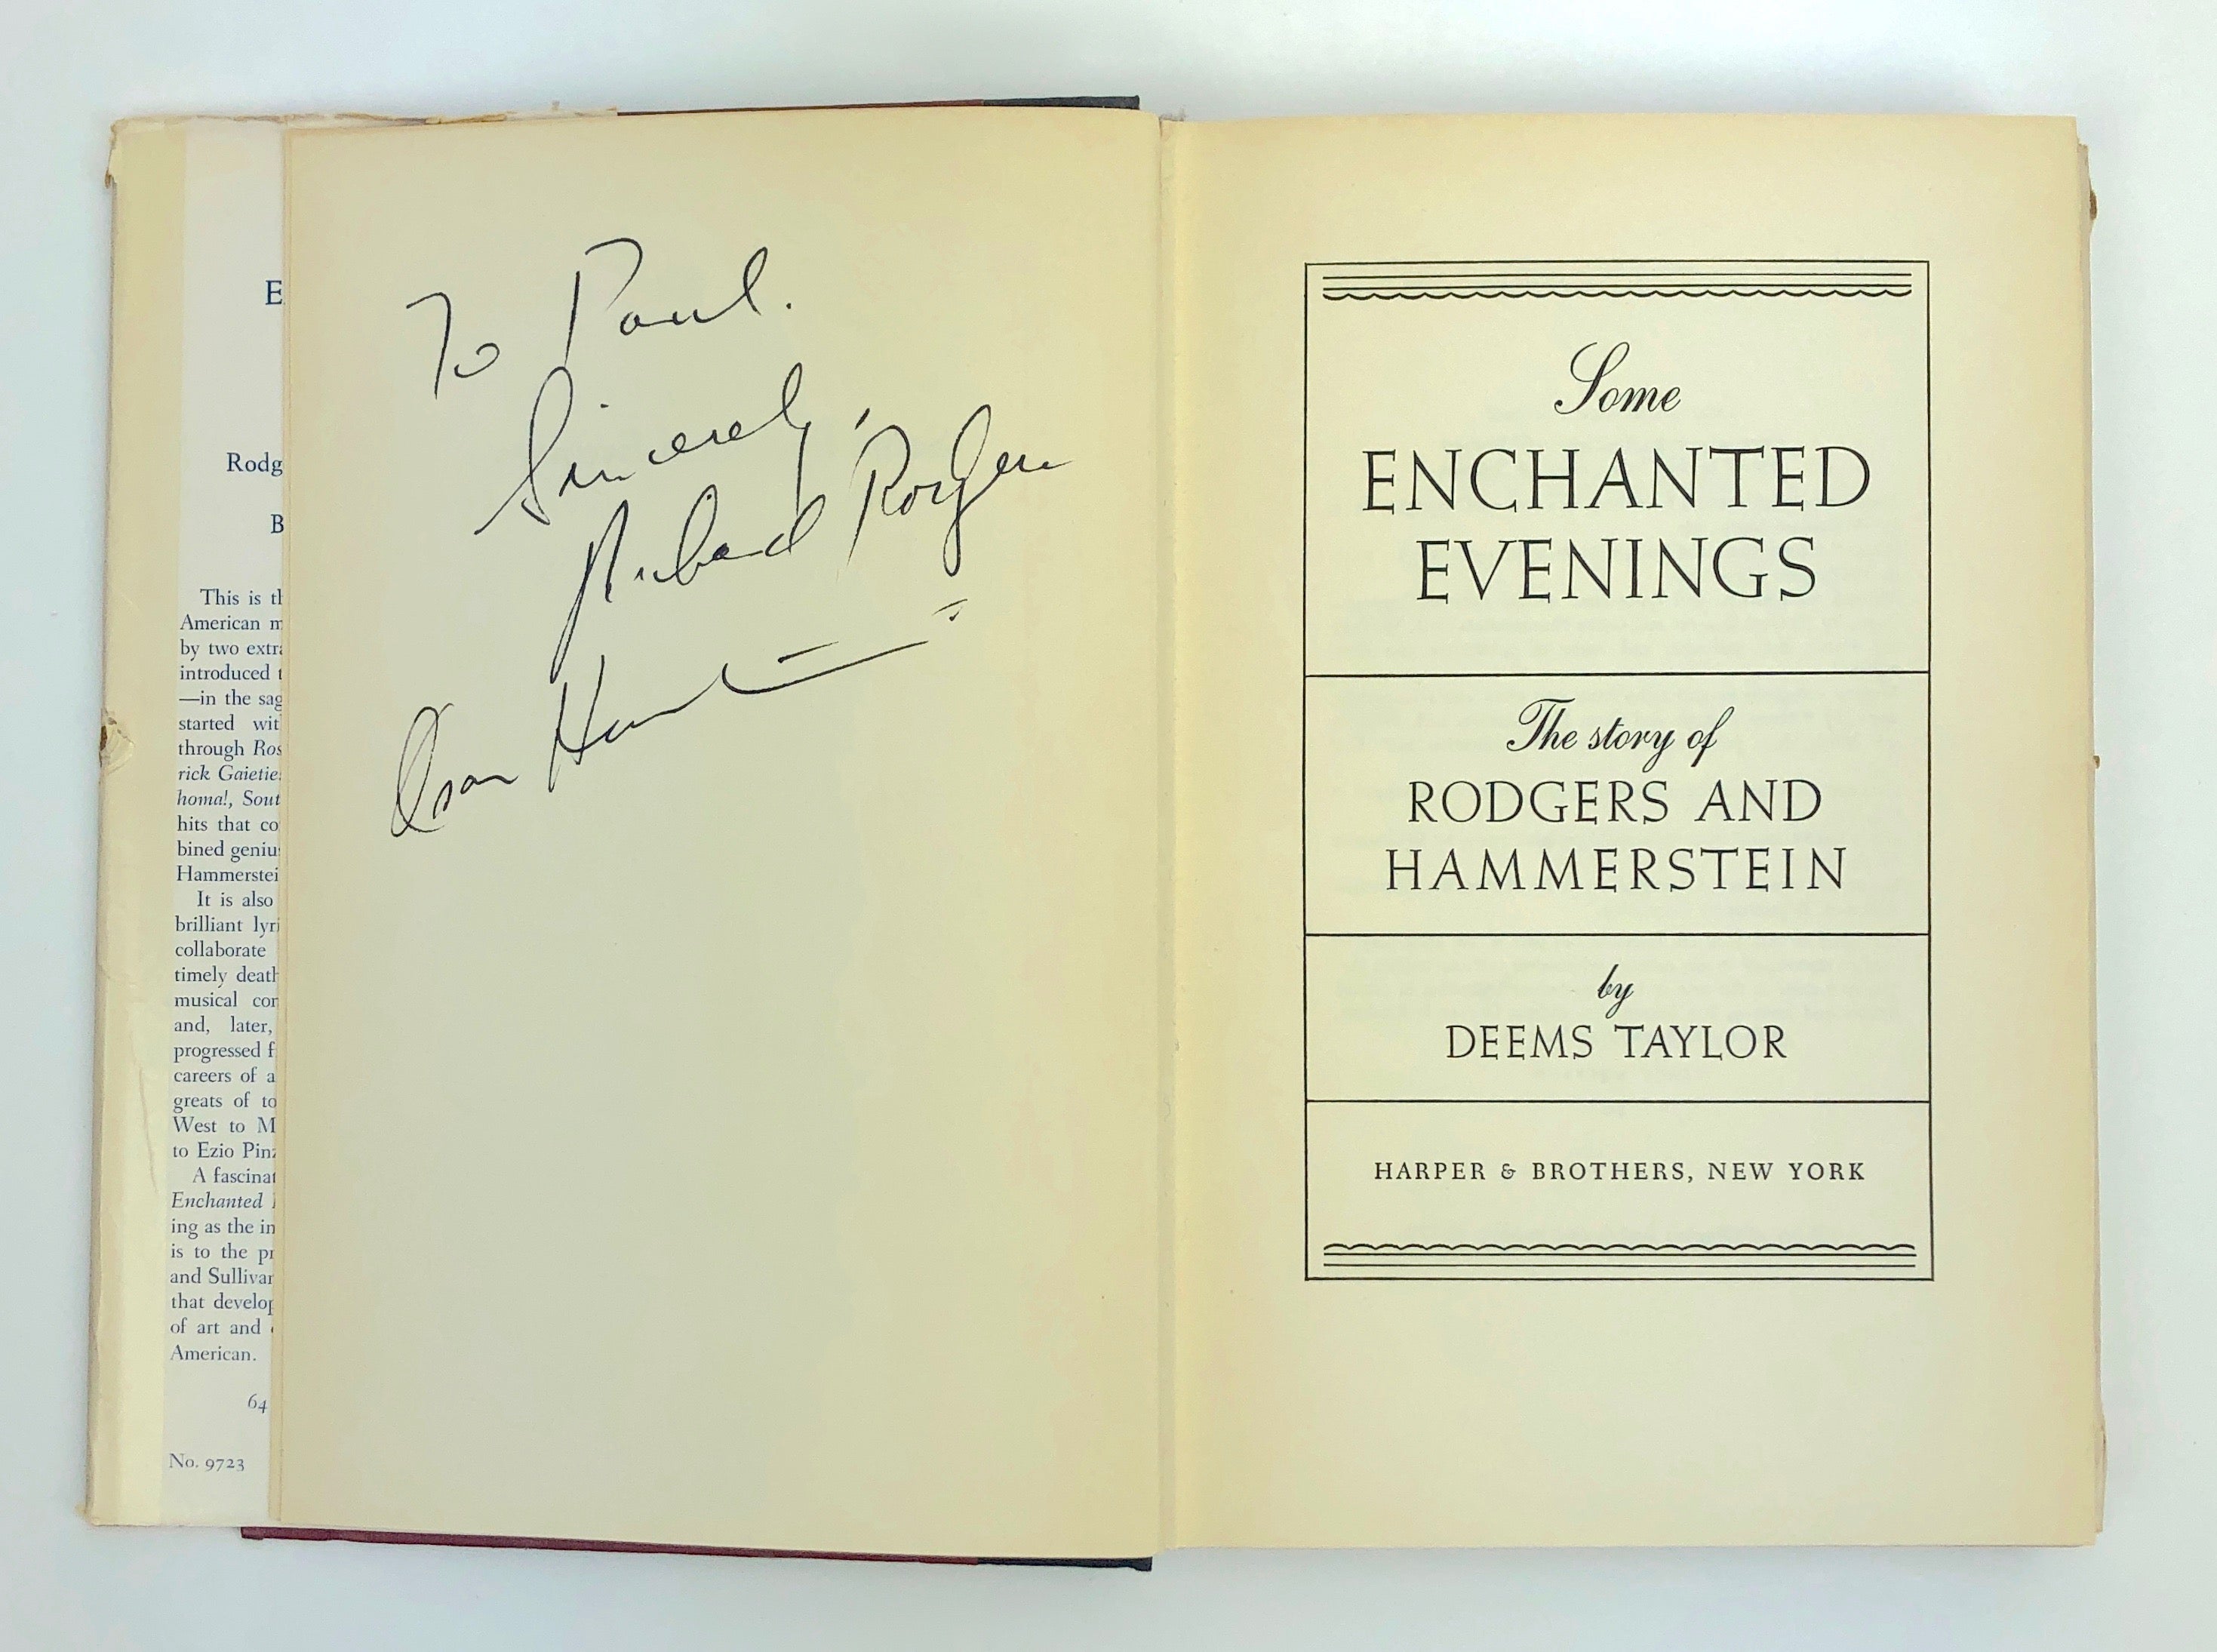 E
Rodg
B
This is th
American m
by two extra
introduced t
—in the sag
started wit
through Ros
rick Gaieties
homa!, Sout
hits that co
bined genius
Hammerstei
It is also
brilliant lyri
collaborate
timely death
musical con
and, later,
progressed f
careers of a
greats of to
West to M
to Ezio Pinz
A fascinat
Enchanted
ing as the in
is to the pr
and Sullivan
that develop
of art and
American.
64
No. 9723
To Paul.
Sincerely,
Richard Rodgers
Oscar Hammerstein
Some
ENCHANTED
EVENINGS
The story of
RODGERS AND
HAMMERSTEIN
by
DEEMS TAYLOR
HARPER & BROTHERS, NEW YORK